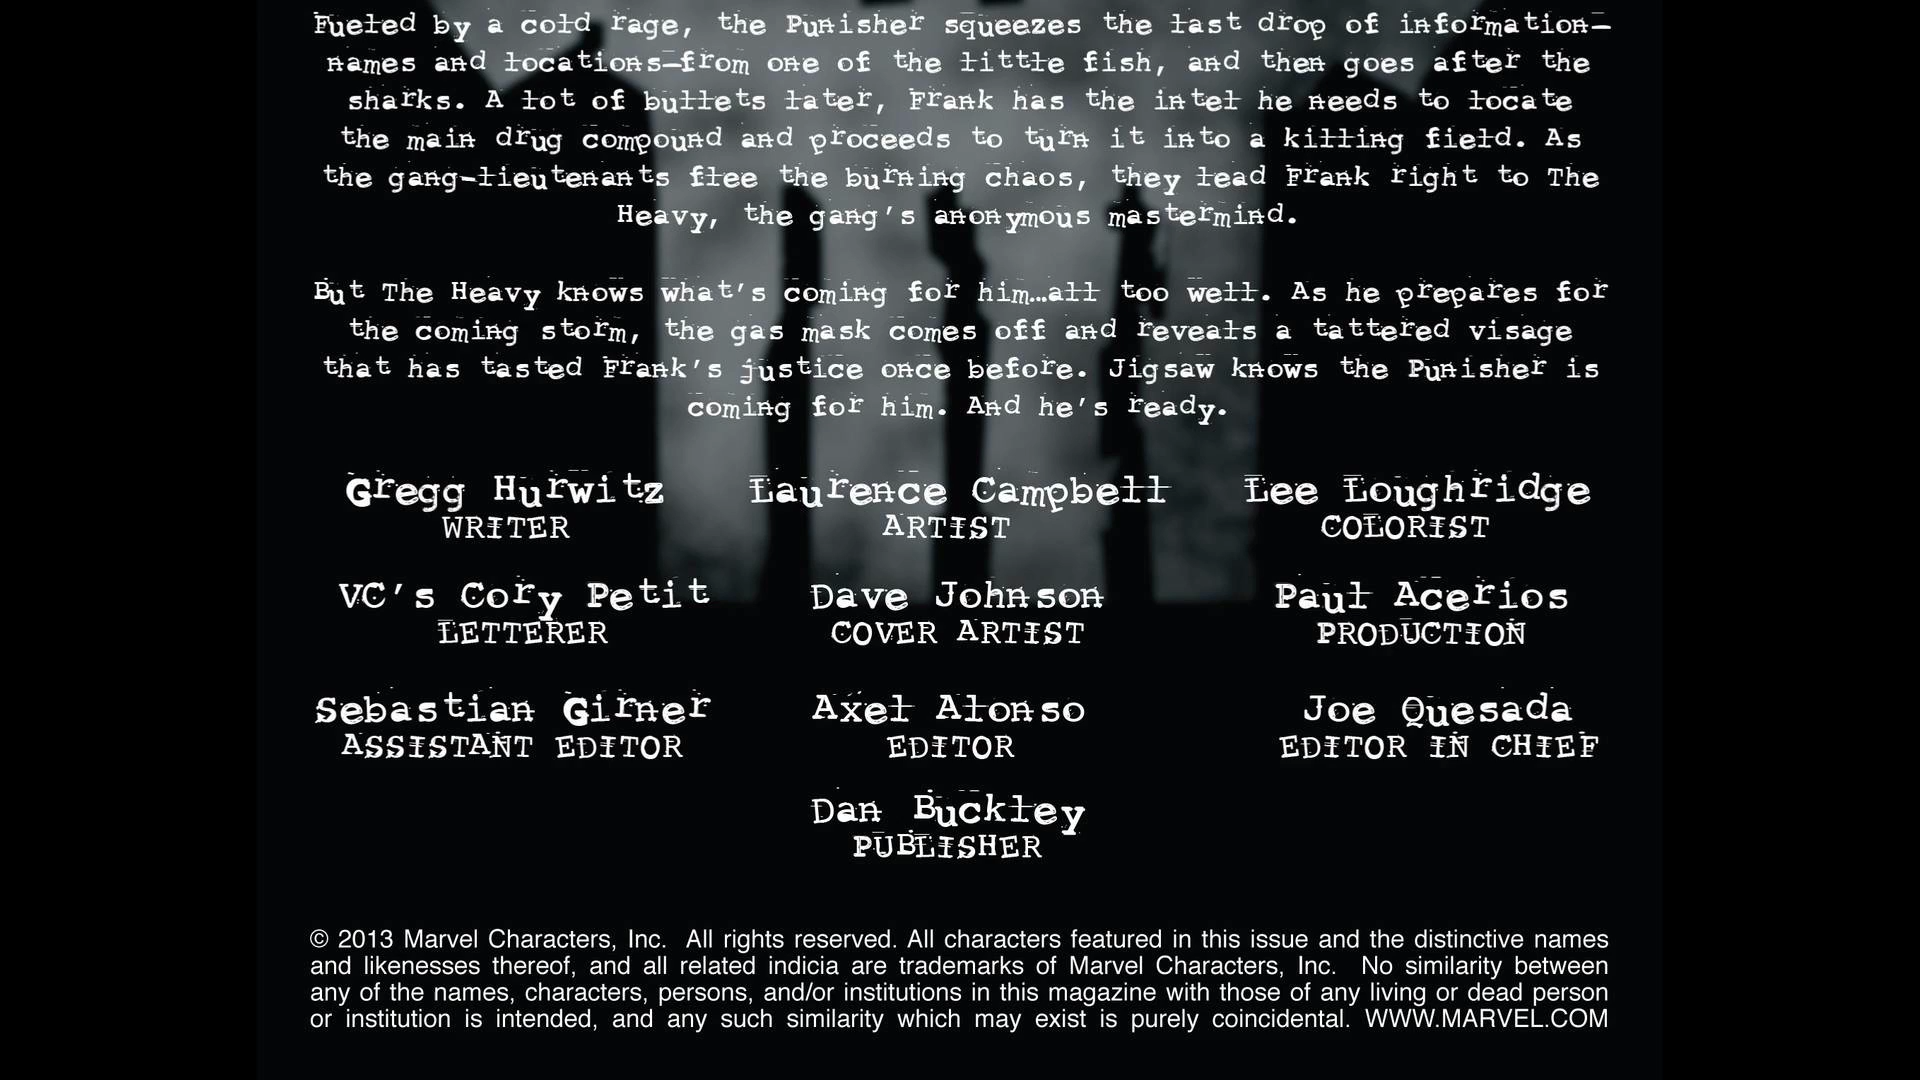 Fueled by a cold rage, the Punisher squeezes the last drop of information—
names and locations—from one of the little fish, and then goes after the
sharks. A lot of bullets later, Frank has the intel he needs to locate
the main drug compound and proceeds to turn it into a killing field. As
the gang-lieutenants flee the burning chaos, they lead Frank right to The
Heavy, the gang's anonymous mastermind.
But The Heavy knows what's coming for him…all too well. As he prepares for
the coming storm, the gas mask comes off and reveals a tattered visage
that has tasted Frank's justice once before. Jigsaw knows the Punisher is
coming for him. And he's ready.
Gregg Hurwitz
WRITER
Laurence Campbell
ARTIST
Lee Loughridge
COLORIST
VC's Cory Petit
LETTERER
Dave Johnson
COVER ARTIST
Paul Acerios
PRODUCTION
Sebastian Girner
ASSISTANT EDITOR
Axel Alonso
EDITOR
Joe Quesada
EDITOR IN CHIEF
Dan Buckley
PUBLISHER
© 2013 Marvel Characters, Inc. All rights reserved. All characters featured in this issue and the distinctive names
and likenesses thereof, and all related indicia are trademarks of Marvel Characters, Inc. No similarity between
any of the names, characters, persons, and/or institutions in this magazine with those of any living or dead person
or institution is intended, and any such similarity which may exist is purely coincidental. WWW.MARVEL.COM